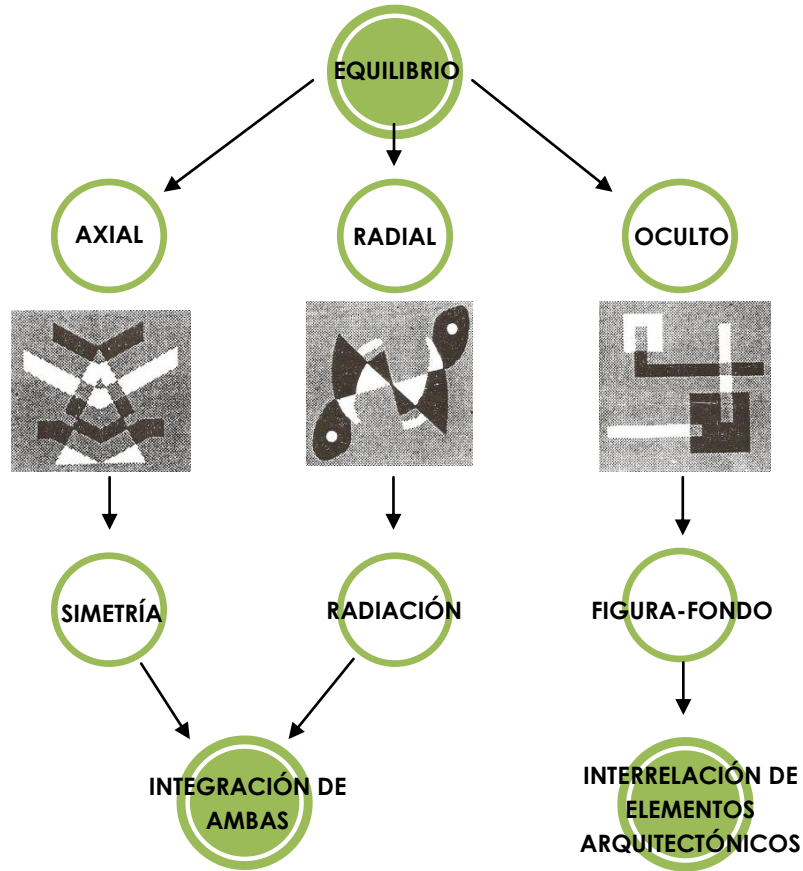 EQUILIBRIO
AXIAL
RADIAL
OCULTO
SIMETRÍA
RADIACIÓN
FIGURA-FONDO
INTEGRACIÓN DE
AMBAS
INTERRELACIÓN DE
ELEMENTOS
ARQUITECTÓNICOS